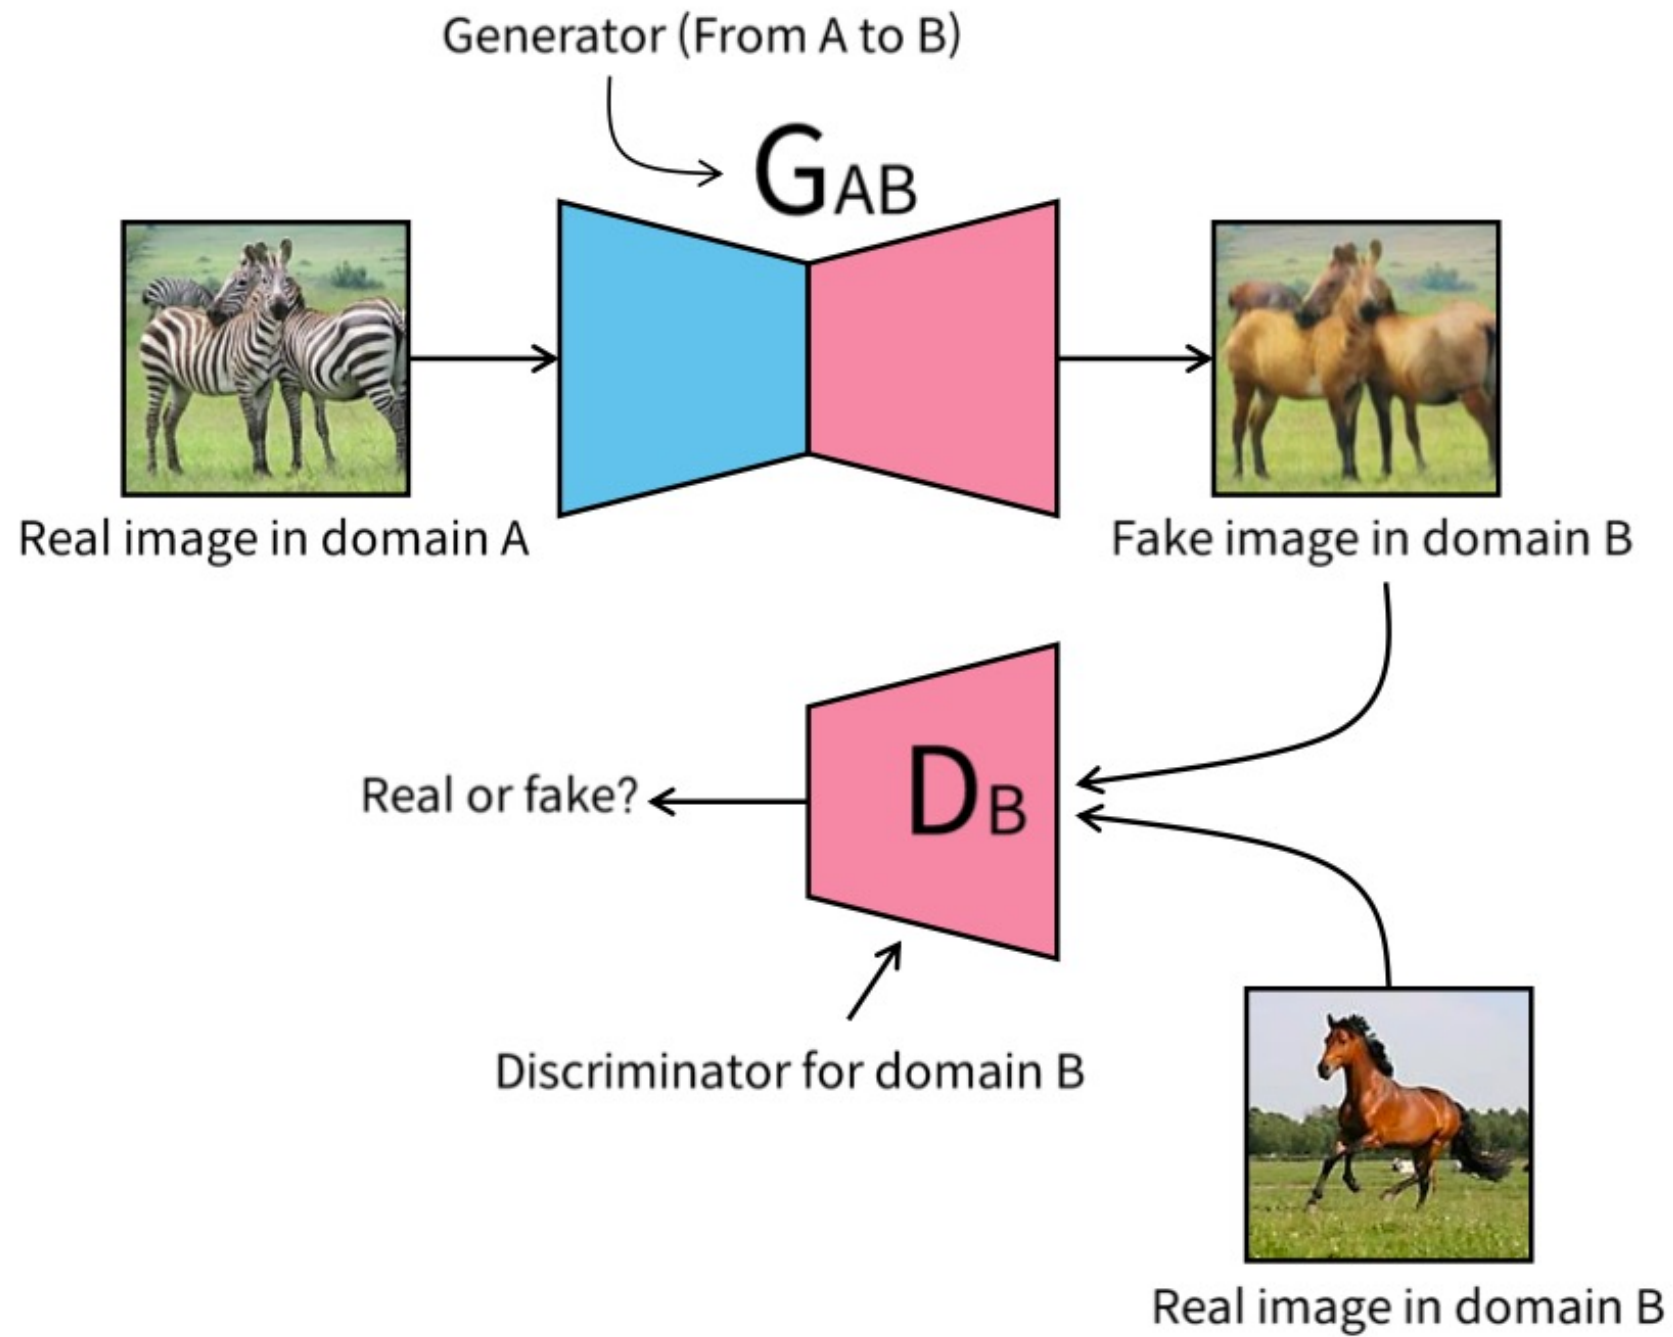 Generator (From A to B)
GAB
Real image in domain A
Fake image in domain B
Real or fake?
DB
Discriminator for domain B
Real image in domain B